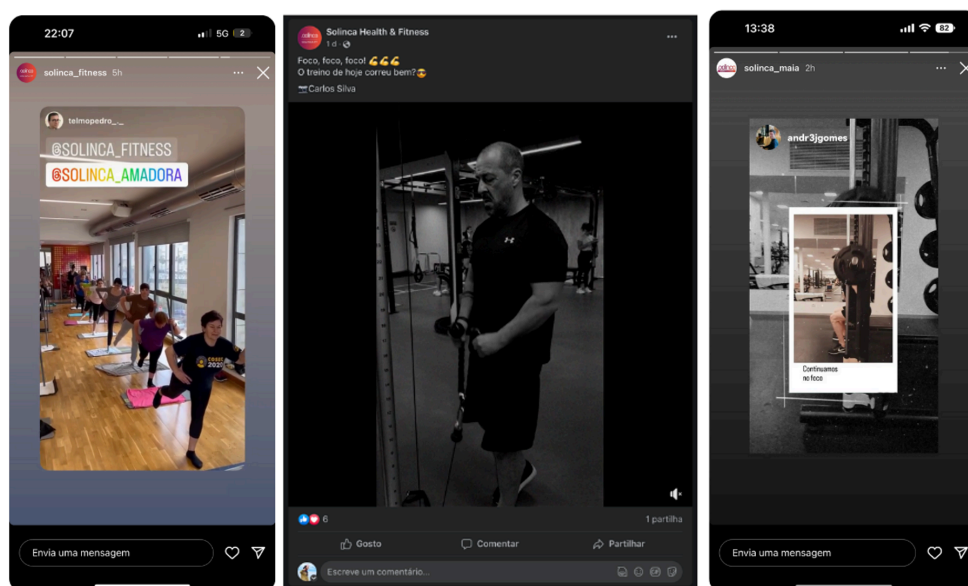 22:07
5G 2
solinca_fitness 5h
telmopedro_._
@SOLINCA_FITNESS
@SOLINCA_AMADORA
2020
Envia uma mensagem
Solinca Health & Fitness
1 d
Foco, foco, foco! 💪💪💪
O treino de hoje correu bem?😎
📷Carlos Silva
6
1 partilha
Gosto
Comentar
Partilhar
Escreve um comentário...
13:38
82
solinca_maia 2h
andr3jgomes
Continuamos
no foco
Envia uma mensagem